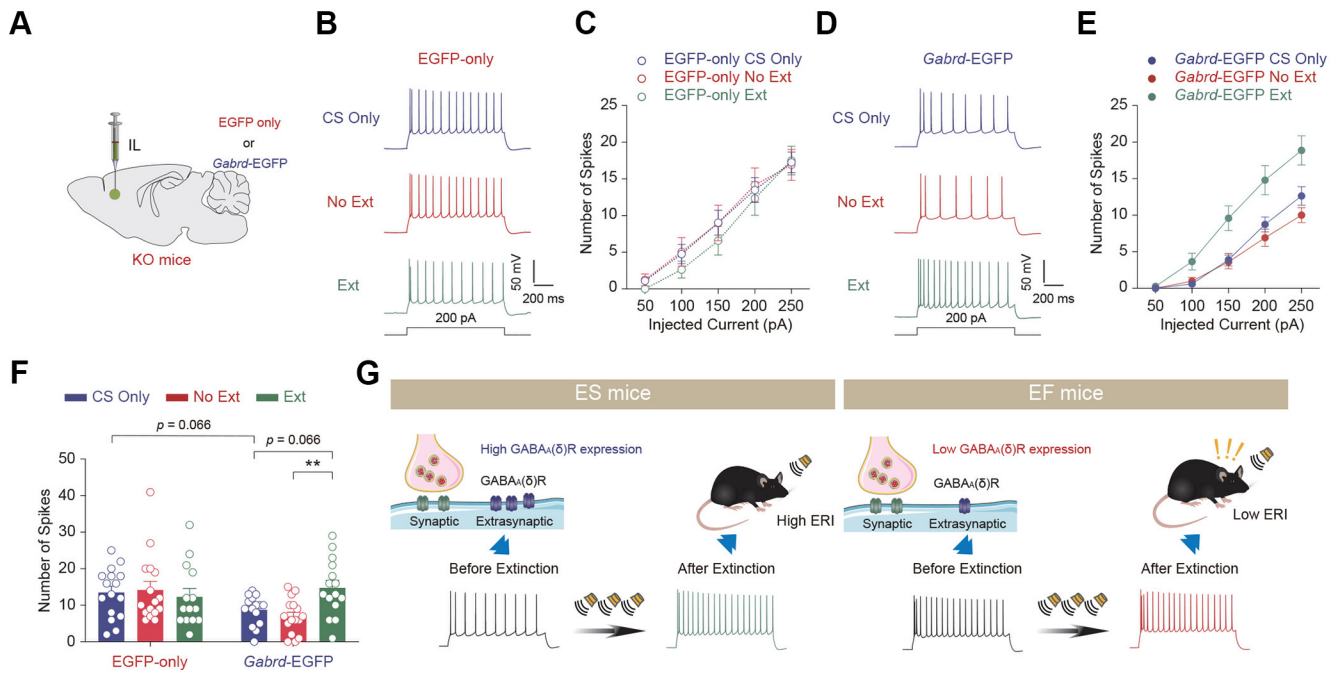 A
IL
EGFP only
or
Gabrd-EGFP
KO mice
B
EGFP-only
CS Only
No Ext
Ext
50 mV
200 ms
200 pA
C
EGFP-only CS Only
EGFP-only No Ext
EGFP-only Ext
Number of Spikes
25
20
15
10
5
0
50 100 150 200 250
Injected Current (pA)
D
Gabrd-EGFP
CS Only
No Ext
Ext
50 mV
200 ms
200 pA
E
Gabrd-EGFP CS Only
Gabrd-EGFP No Ext
Gabrd-EGFP Ext
Number of Spikes
25
20
15
10
5
0
50 100 150 200 250
Injected Current (pA)
F
CS Only No Ext Ext
p = 0.066
p = 0.066
**
Number of Spikes
50
40
30
20
10
0
EGFP-only Gabrd-EGFP
G
ES mice
High GABAA(δ)R expression
GABAA(δ)R
Synaptic Extrasynaptic
High ERI
Before Extinction After Extinction
EF mice
Low GABAA(δ)R expression
GABAA(δ)R
Synaptic Extrasynaptic
!!!
Low ERI
Before Extinction After Extinction